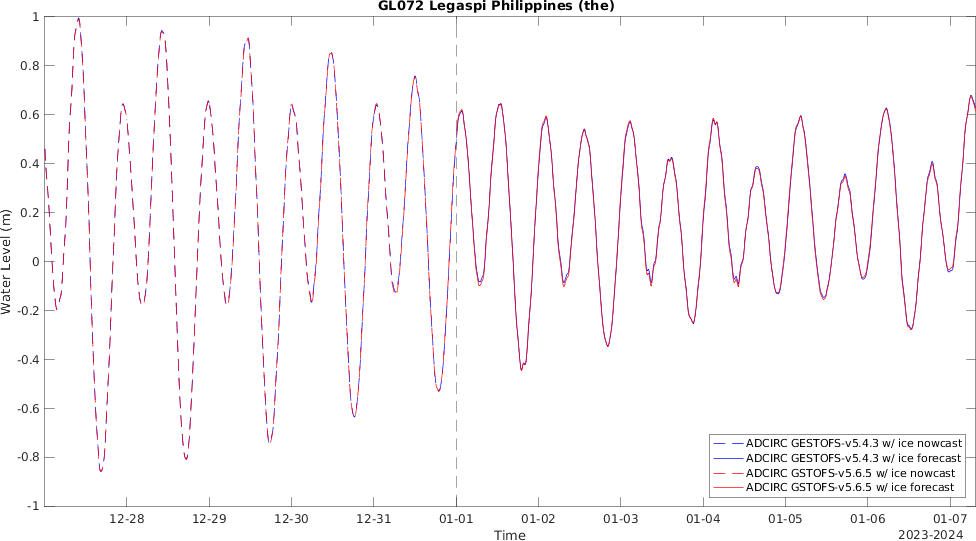 GL072 Legaspi Philippines (the)
1
0.8
0.6
0.4
0.2
0
-0.2
-0.4
-0.6
-0.8
-1
Water Level (m)
12-28 12-29 12-30 12-31 01-01 01-02 01-03 01-04 01-05 01-06 01-07
Time
2023-2024
ADCIRC GESTOFS-v5.4.3 w/ ice nowcast
ADCIRC GESTOFS-v5.4.3 w/ ice forecast
ADCIRC GSTOFS-v5.6.5 w/ ice nowcast
ADCIRC GSTOFS-v5.6.5 w/ ice forecast